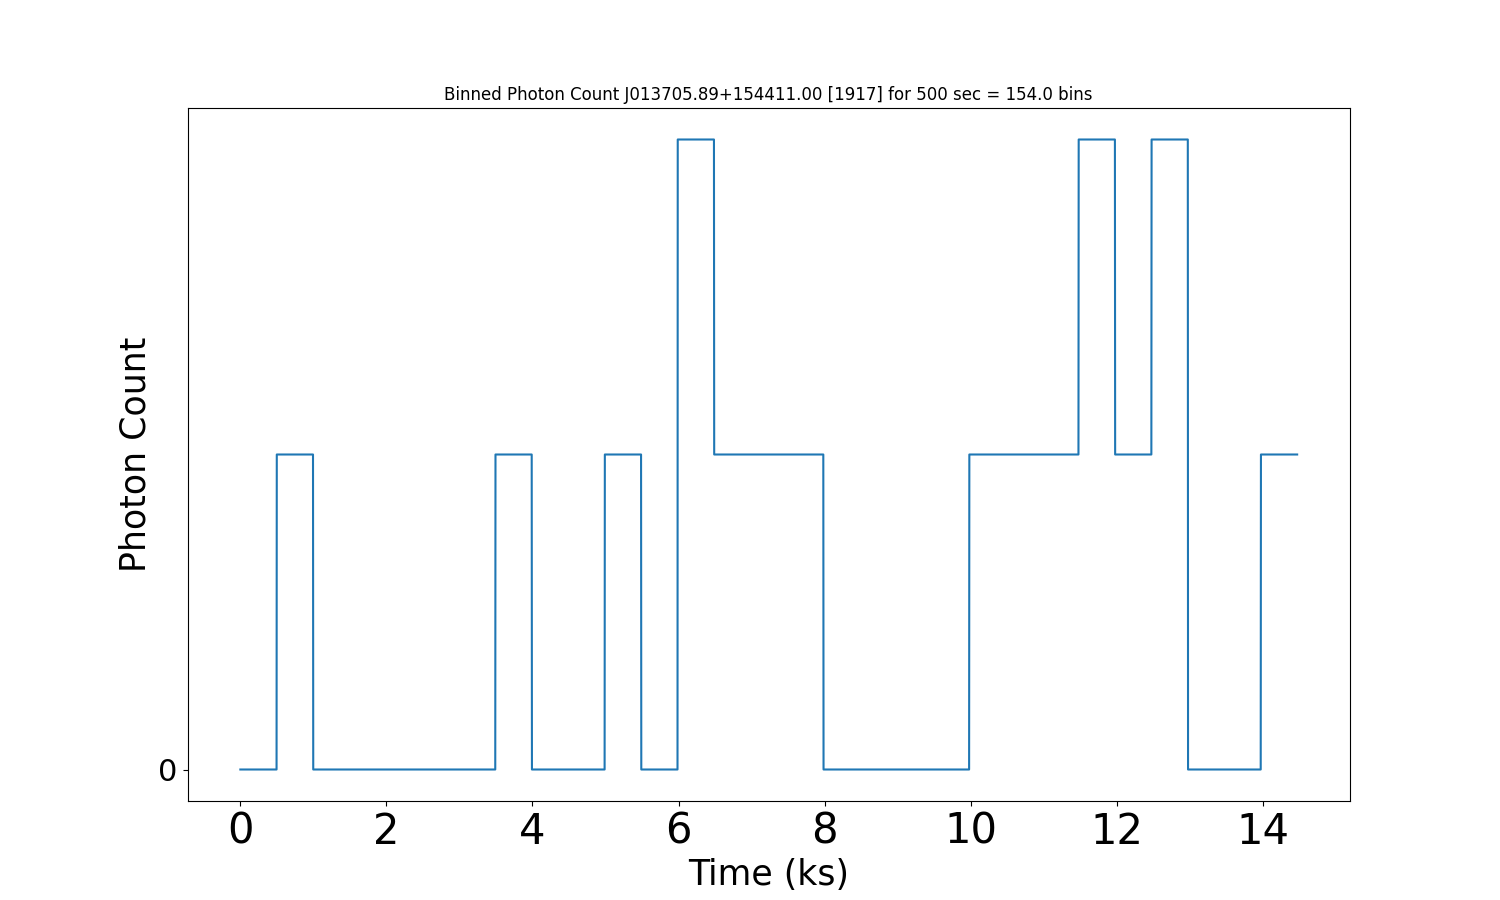 Binned Photon Count J013705.89+154411.00 [1917] for 500 sec = 154.0 bins
Photon Count
0
0 2 4 6 8 10 12 14
Time (ks)